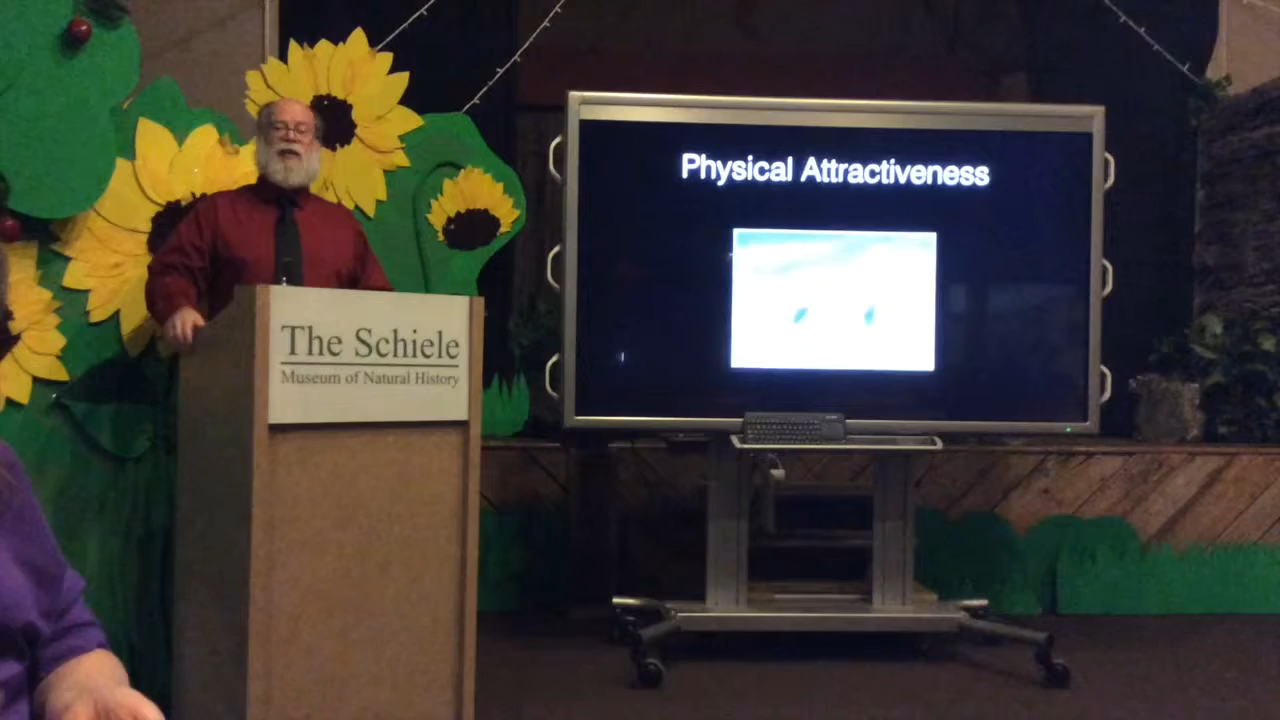 Physical Attractiveness
The Schiele
Museum of Natural History